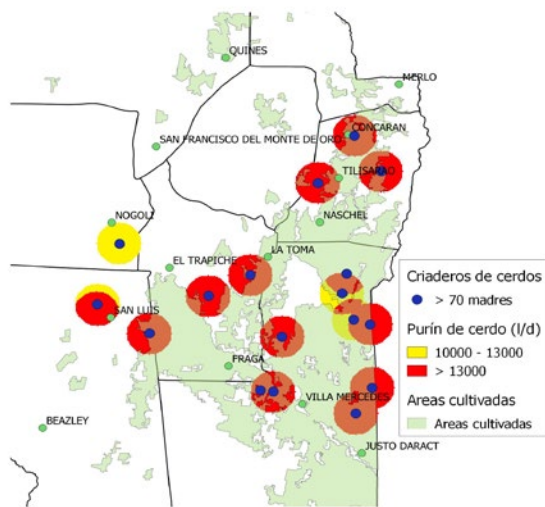 QUINES
MERLO
CONCARAN
SAN FRANCISCO DEL MONTE DE ORO
TILISARAO
NOGOLI
NASCHEL
LA TOMA
EL TRAPICHE
SAN LUIS
FRAGA
VILLA MERCEDES
BEAZLEY
JUSTO DARACT
Criaderos de cerdos
> 70 madres
Purín de cerdo (l/d)
10000 - 13000
> 13000
Areas cultivadas
Areas cultivadas